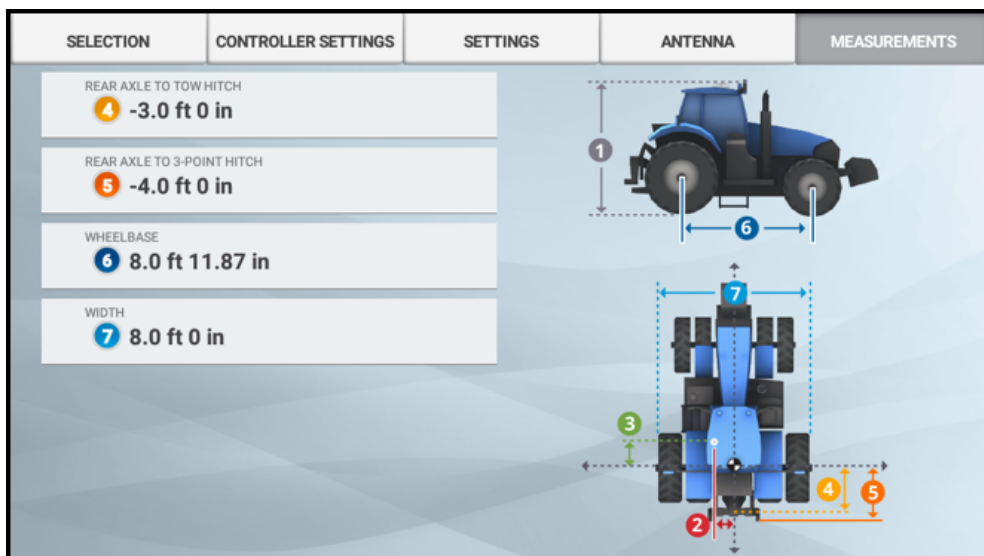 SELECTION CONTROLLER SETTINGS SETTINGS ANTENNA MEASUREMENTS
REAR AXLE TO TOW HITCH
4 -3.0 ft 0 in
REAR AXLE TO 3-POINT HITCH
5 -4.0 ft 0 in
WHEELBASE
6 8.0 ft 11.87 in
WIDTH
7 8.0 ft 0 in
1
6
7
3
4
5
2